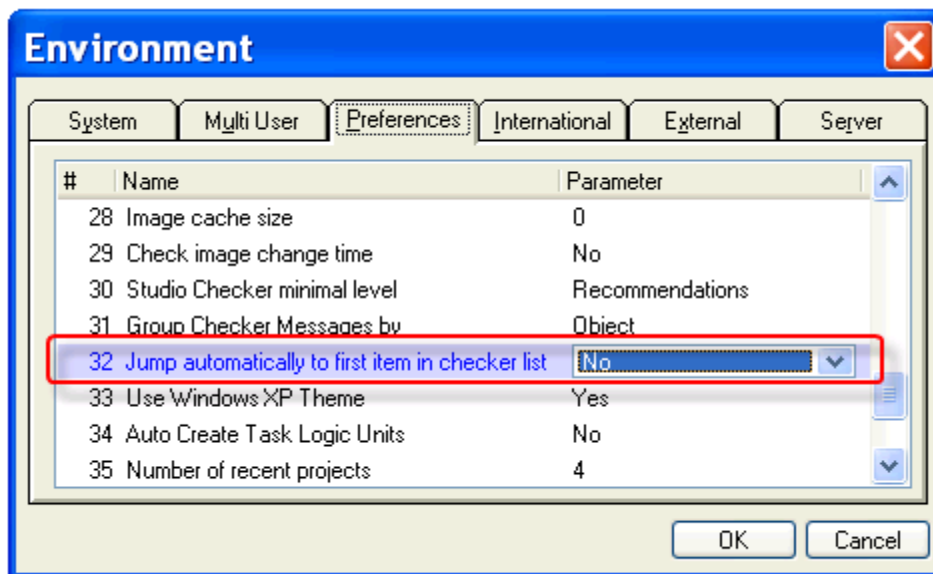 Environment
System Multi User Preferences International External Server
# Name Parameter
28 Image cache size 0
29 Check image change time No
30 Studio Checker minimal level Recommendations
31 Group Checker Messages by Object
32 Jump automatically to first item in checker list No
33 Use Windows XP Theme Yes
34 Auto Create Task Logic Units No
35 Number of recent projects 4
OK Cancel